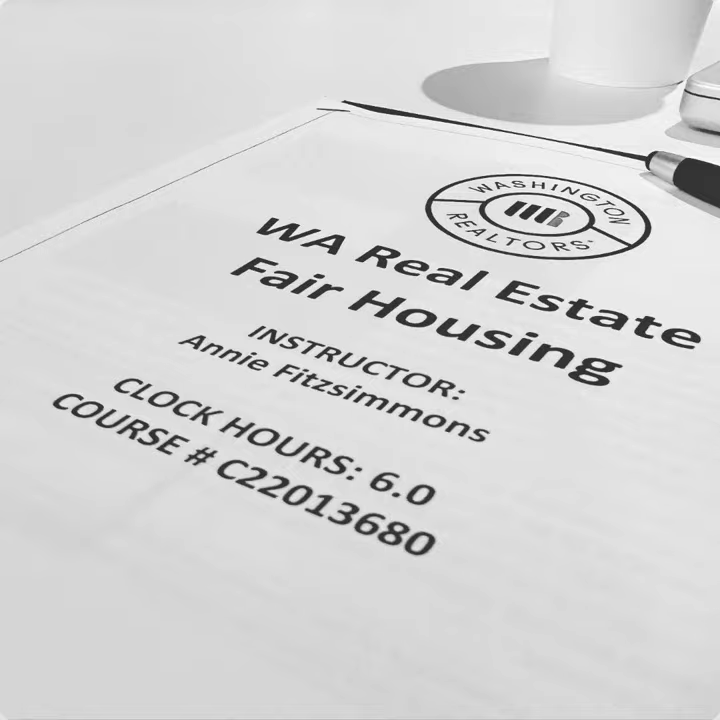 WASHINGTON
REALTORS®
WA Real Estate
Fair Housing
INSTRUCTOR:
Annie Fitzsimmons
CLOCK HOURS: 6.0
COURSE # C22013680